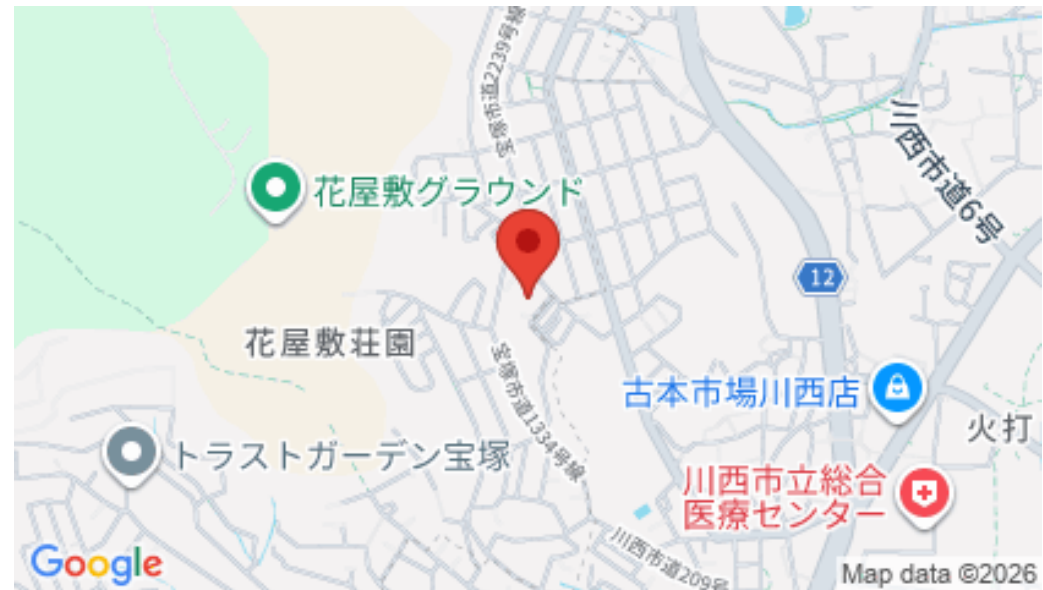 宝塚市道2239号線
川西市道6号
花屋敷グラウンド
12
花屋敷荘園
宝塚市道1334号線
古本市場川西店
火打
トラストガーデン宝塚
川西市立総合
医療センター
川西市道209号
Google
Map data ©2026